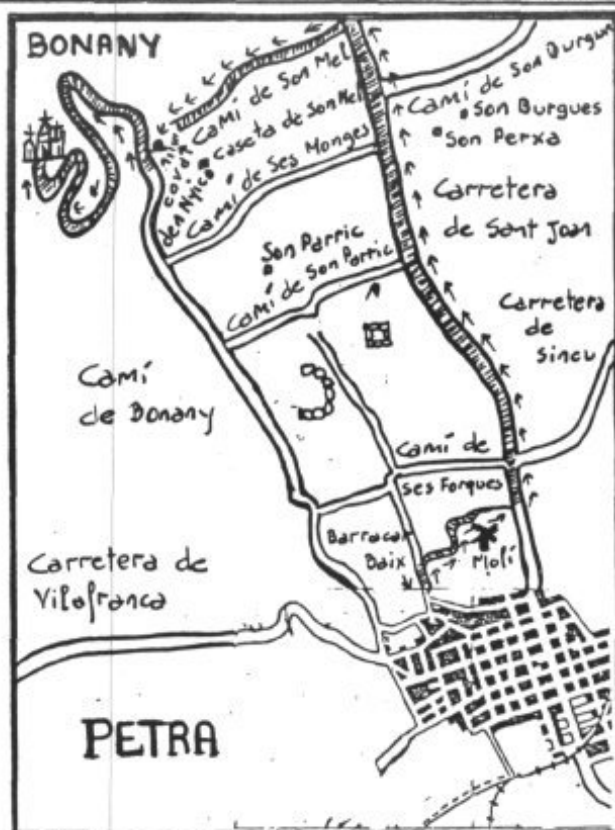 BONANY
Camí de Son Mel
Caseta de Son Mel
Camí de Ses Monges
Camí de Son Burgun
Son Burgues
Son Perxa
Carretera
de Sant Joan
Son Parric
Camí de Son Parric
Carretera
de
Sineu
Camí
de Bonany
Camí de
Ses Forques
Barracar
Baix
Molí
Carretera de
Vilafranca
PETRA